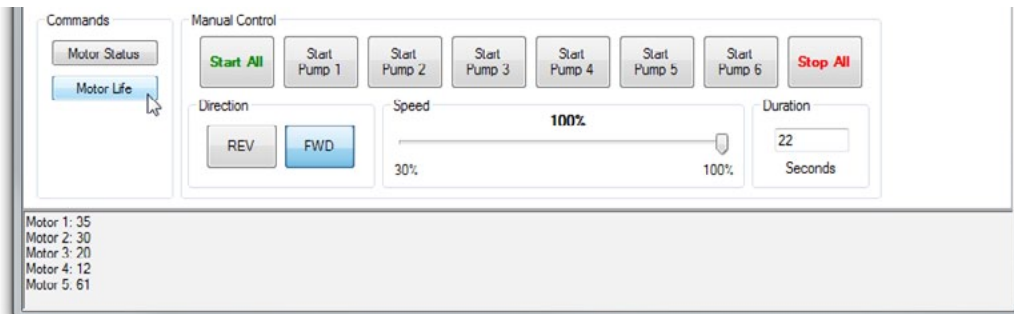 Commands
Motor Status
Motor Life
Manual Control
Start All
Start
Pump 1
Start
Pump 2
Start
Pump 3
Start
Pump 4
Start
Pump 5
Start
Pump 6
Stop All
Direction
REV
FWD
Speed
100%
30%
100%
Duration
22
Seconds
Motor 1: 35
Motor 2: 30
Motor 3: 20
Motor 4: 12
Motor 5: 61